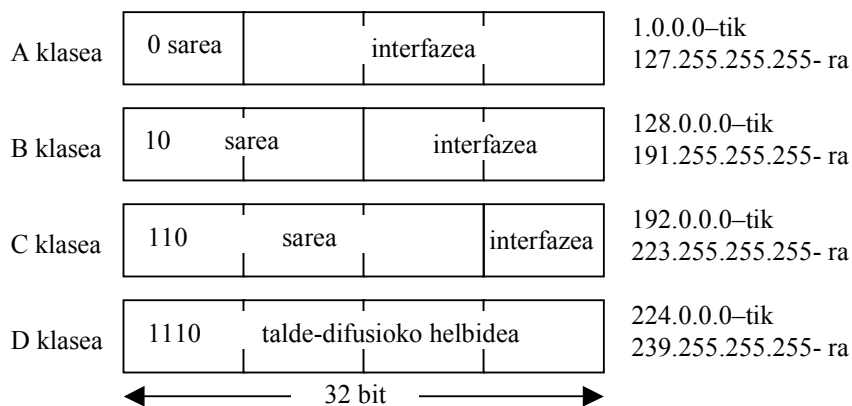 A klasea 0 sarea interfazea 1.0.0.0–tik
127.255.255.255- ra
B klasea 10 sarea interfazea 128.0.0.0–tik
191.255.255.255- ra
C klasea 110 sarea interfazea 192.0.0.0–tik
223.255.255.255- ra
D klasea 1110 talde-difusioko helbidea 224.0.0.0–tik
239.255.255.255- ra
32 bit